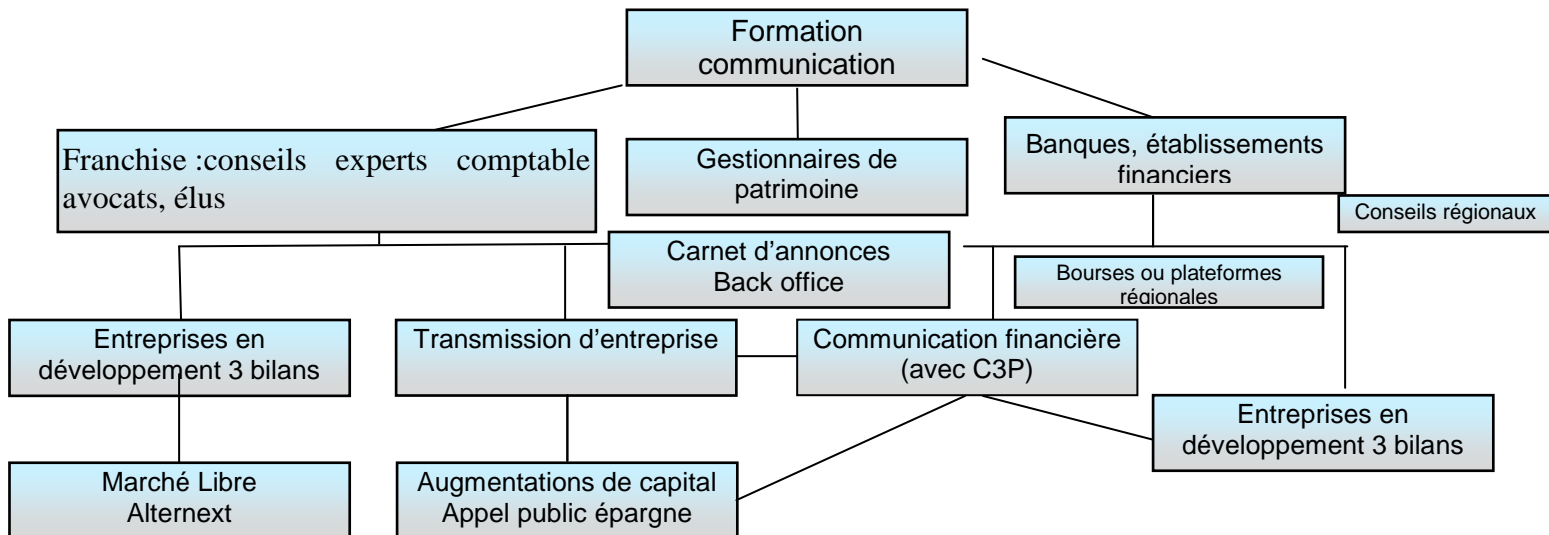 Formation
communication
Franchise :conseils experts comptable
avocats, élus
Gestionnaires de
patrimoine
Banques, établissements
financiers
Conseils régionaux
Carnet d’annonces
Back office
Bourses ou plateformes
régionales
Entreprises en
développement 3 bilans
Transmission d’entreprise
Communication financière
(avec C3P)
Entreprises en
développement 3 bilans
Marché Libre
Alternext
Augmentations de capital
Appel public épargne